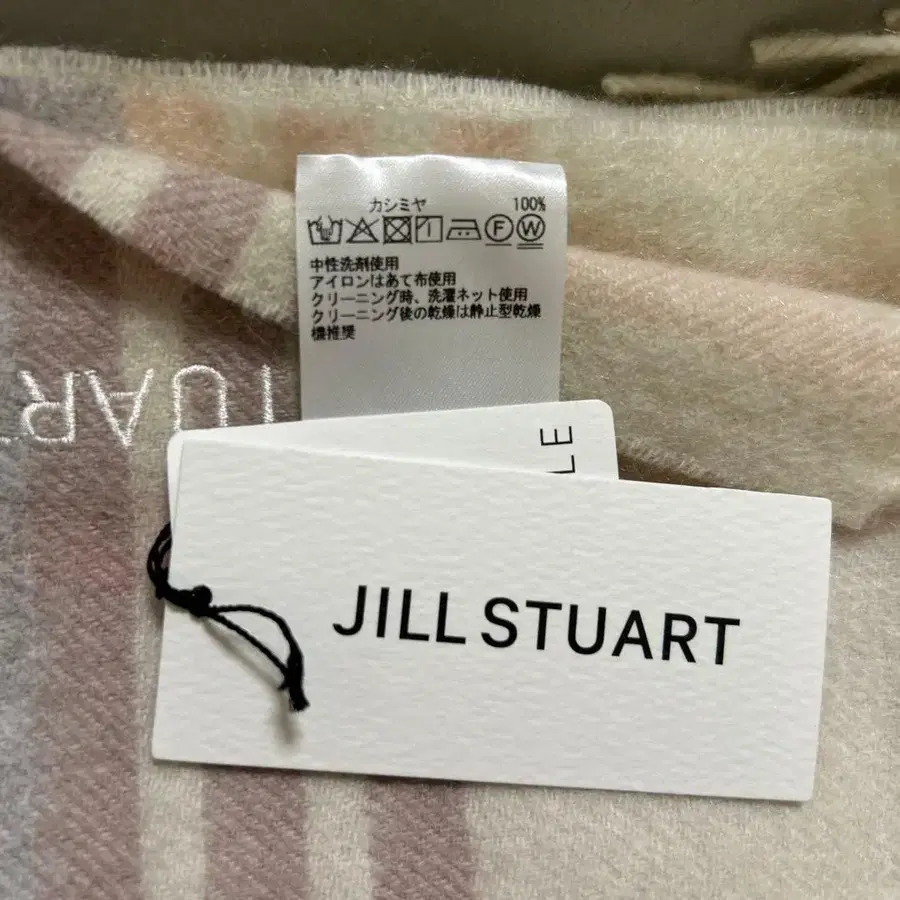 カシミヤ 100%
F W
中性洗剤使用
アイロンはあて布使用
クリーニング時、洗濯ネット使用
クリーニング後の乾燥は静止型乾燥
機推奨
STUART
LE
JILL STUART